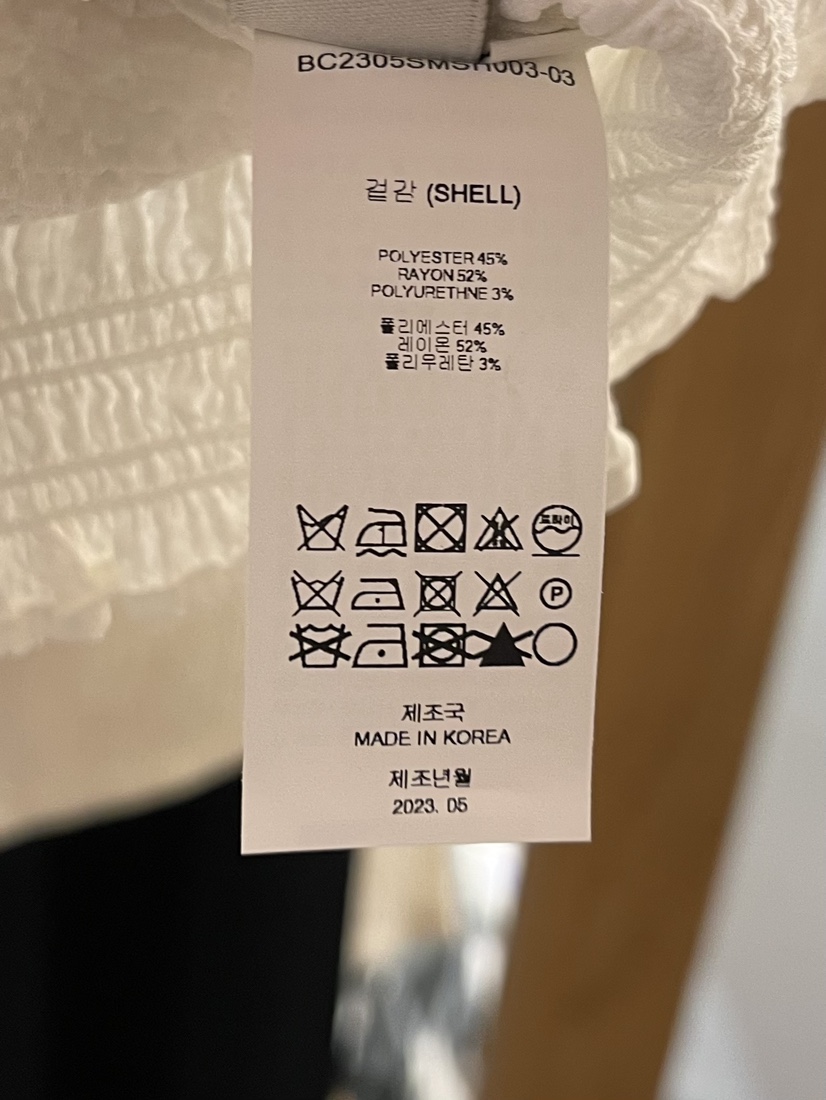 BC2305SMSH003-03
겉감 (SHELL)
POLYESTER 45%
RAYON 52%
POLYURETHNE 3%
폴리에스터 45%
레이온 52%
폴리우레탄 3%
드라이
P
제조국
MADE IN KOREA
제조년월
2023. 05